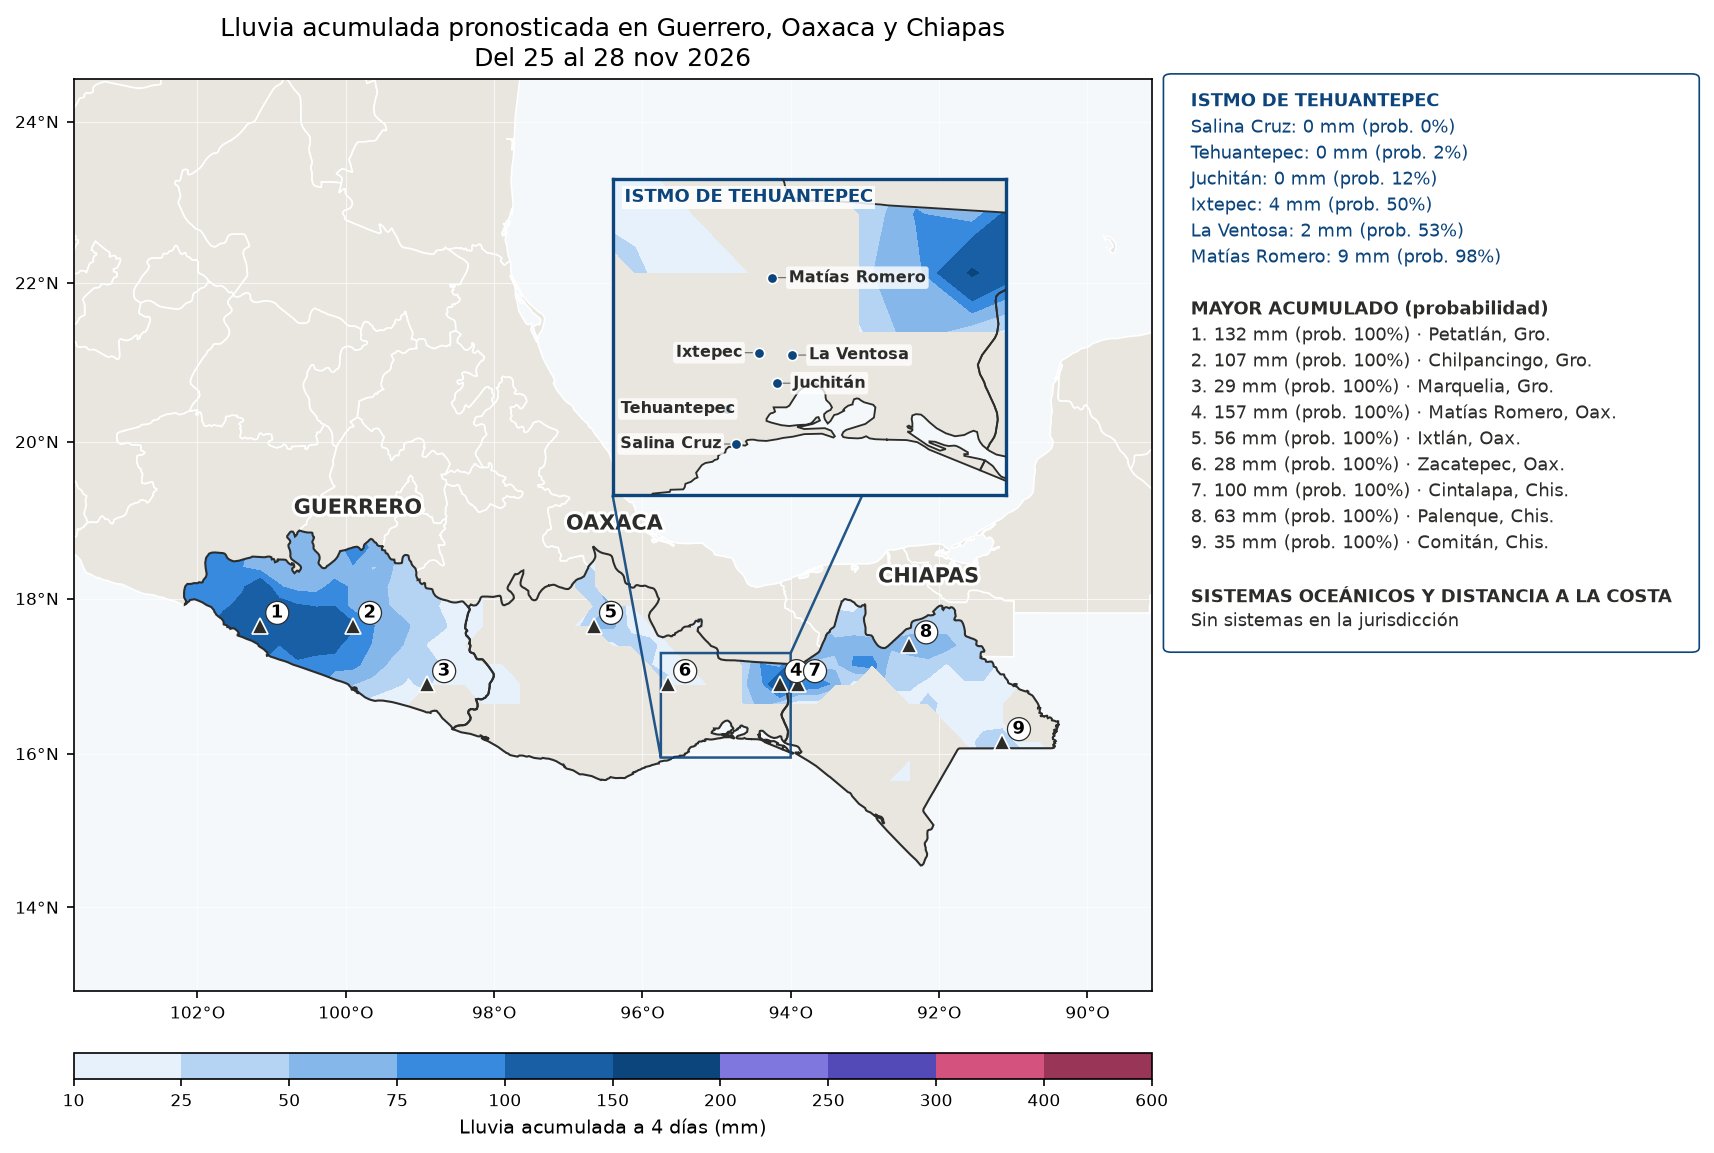 Lluvia acumulada pronosticada en Guerrero, Oaxaca y Chiapas
Del 25 al 28 nov 2026
24°N
22°N
20°N
18°N
16°N
14°N
102°O
100°O
98°O
96°O
94°O
92°O
90°O
GUERRERO
OAXACA
CHIAPAS
1
2
3
5
6
4
7
8
9
ISTMO DE TEHUANTEPEC
Matías Romero
Ixtepec
La Ventosa
Juchitán
Tehuantepec
Salina Cruz
ISTMO DE TEHUANTEPEC
Salina Cruz: 0 mm (prob. 0%)
Tehuantepec: 0 mm (prob. 2%)
Juchitán: 0 mm (prob. 12%)
Ixtepec: 4 mm (prob. 50%)
La Ventosa: 2 mm (prob. 53%)
Matías Romero: 9 mm (prob. 98%)
MAYOR ACUMULADO (probabilidad)
1. 132 mm (prob. 100%) · Petatlán, Gro.
2. 107 mm (prob. 100%) · Chilpancingo, Gro.
3. 29 mm (prob. 100%) · Marquelia, Gro.
4. 157 mm (prob. 100%) · Matías Romero, Oax.
5. 56 mm (prob. 100%) · Ixtlán, Oax.
6. 28 mm (prob. 100%) · Zacatepec, Oax.
7. 100 mm (prob. 100%) · Cintalapa, Chis.
8. 63 mm (prob. 100%) · Palenque, Chis.
9. 35 mm (prob. 100%) · Comitán, Chis.
SISTEMAS OCEÁNICOS Y DISTANCIA A LA COSTA
Sin sistemas en la jurisdicción
10
25
50
75
100
150
200
250
300
400
600
Lluvia acumulada a 4 días (mm)